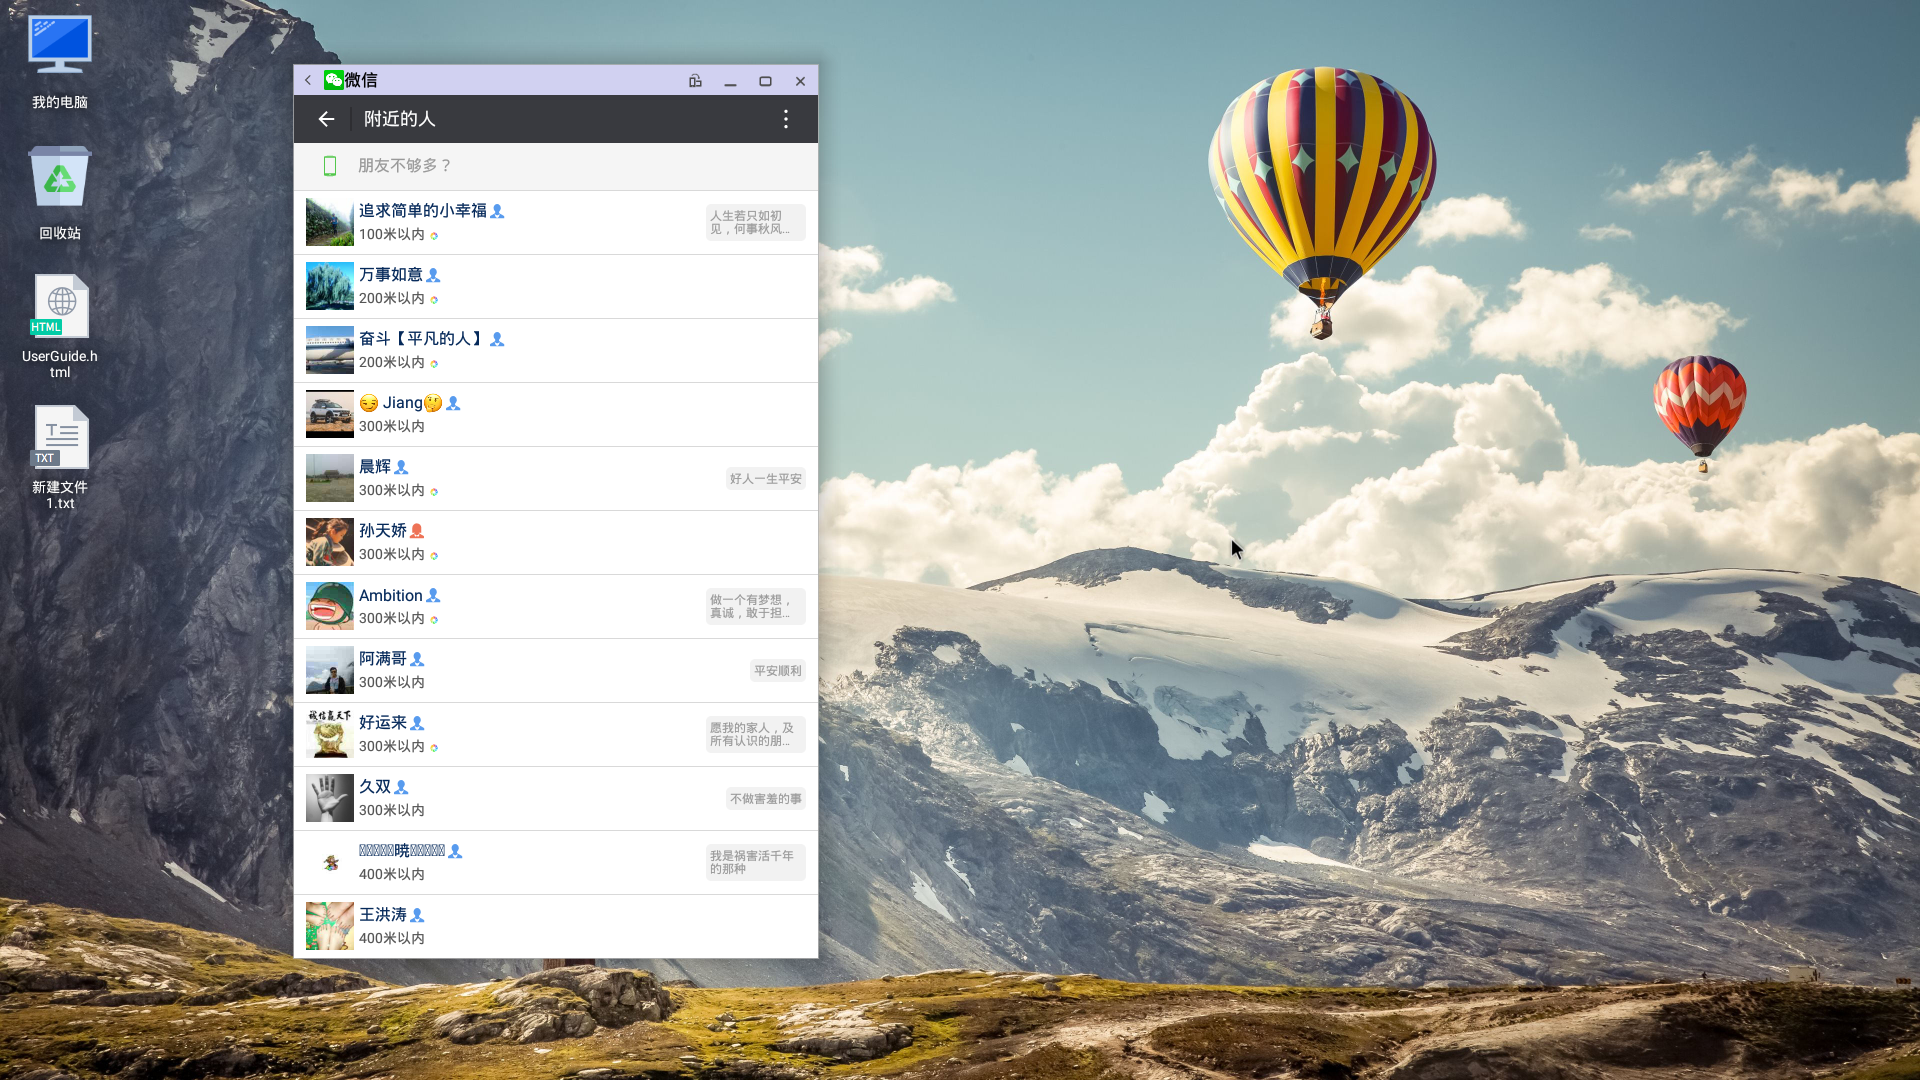 我的电脑
回收站
HTML
UserGuide.h
tml
TXT
新建文件
1.txt
微信
附近的人
朋友不够多？
追求简单的小幸福
100米以内
人生若只如初
见，何事秋风...
万事如意
200米以内
奋斗【平凡的人】
200米以内
Jiang
300米以内
晨辉
300米以内
好人一生平安
孙天娇
300米以内
Ambition
300米以内
做一个有梦想，
真诚，敢于担...
阿满哥
300米以内
平安顺利
诚信赢天下
好运来
300米以内
愿我的家人，及
所有认识的朋...
久双
300米以内
不做害羞的事
晓
400米以内
我是祸害活千年
的那种
王洪涛
400米以内